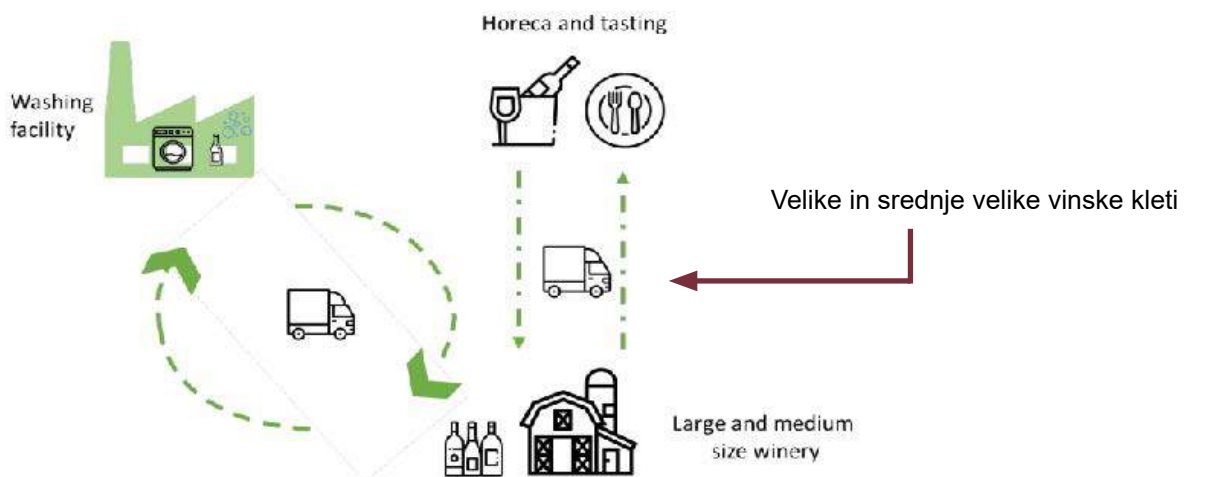 Horeca and tasting
Washing
facility
Velike in srednje velike vinske kleti
Large and medium
size winery